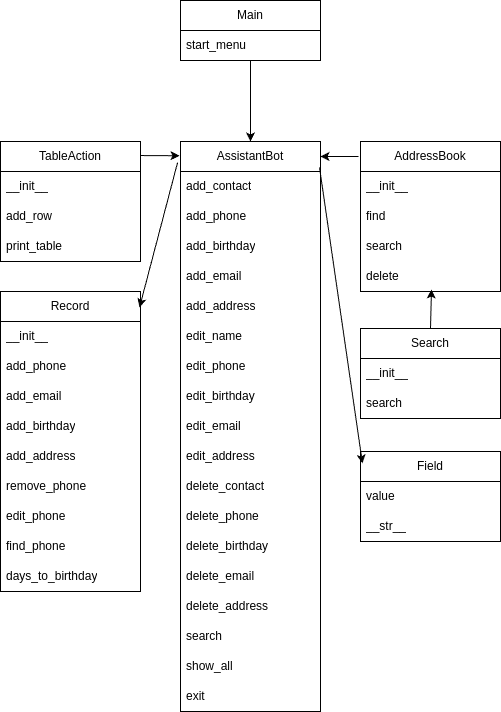 Main
start_menu
TableAction
__init__
add_row
print_table
Record
__init__
add_phone
add_email
add_birthday
add_address
remove_phone
edit_phone
find_phone
days_to_birthday
AssistantBot
add_contact
add_phone
add_birthday
add_email
add_address
edit_name
edit_phone
edit_birthday
edit_email
edit_address
delete_contact
delete_phone
delete_birthday
delete_email
delete_address
search
show_all
exit
AddressBook
__init__
find
search
delete
Search
__init__
search
Field
value
__str__